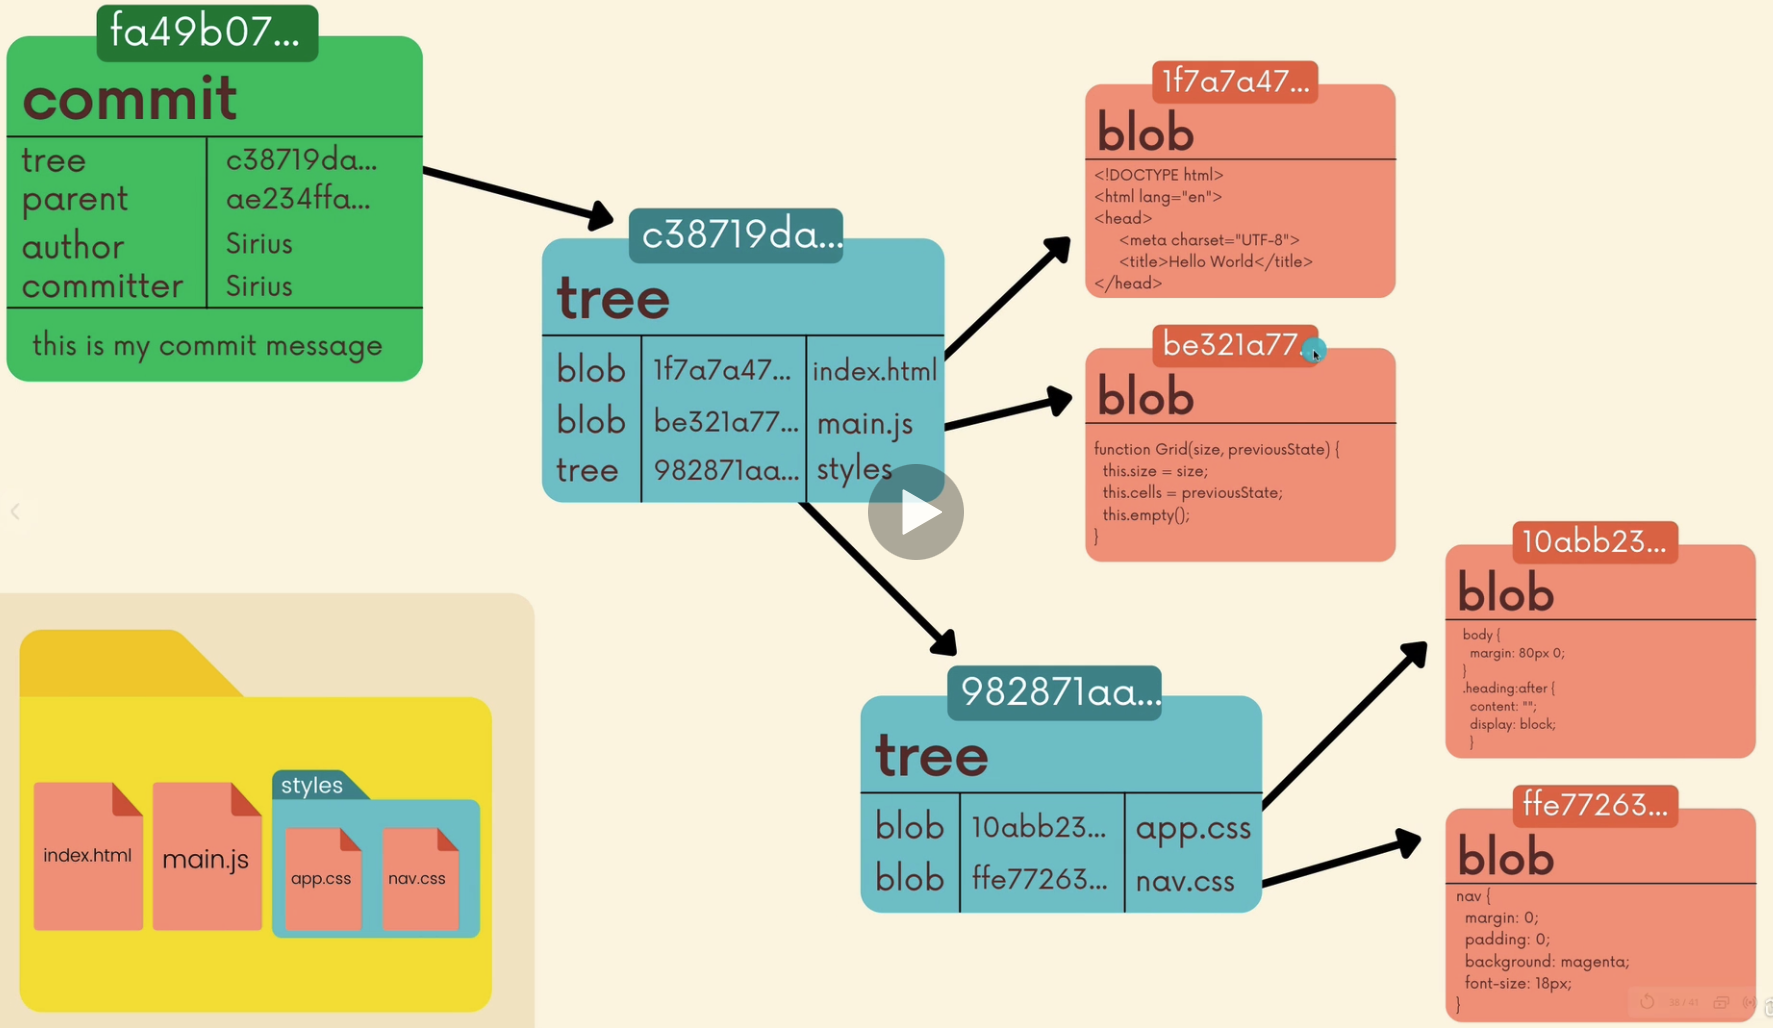 fa49b07...
commit
tree c38719da...
parent ae234ffa...
author Sirius
committer Sirius
this is my commit message
c38719da...
tree
blob 1f7a7a47... index.html
blob be321a77... main.js
tree 982871aa... styles
1f7a7a47...
blob
<!DOCTYPE html>
<html lang="en">
<head>
<meta charset="UTF-8">
<title>Hello World</title>
</head>
be321a77...
blob
function Grid(size, previousState) {
this.size = size;
this.cells = previousState;
this.empty();
}
982871aa...
tree
blob 10abb23... app.css
blob ffe77263... nav.css
10abb23...
blob
body {
margin: 80px 0;
}
.heading:after {
content: "";
display: block;
}
ffe77263...
blob
nav {
margin: 0;
padding: 0;
background: magenta;
font-size: 18px;
}
styles
index.html
main.js
app.css
nav.css
38 / 41